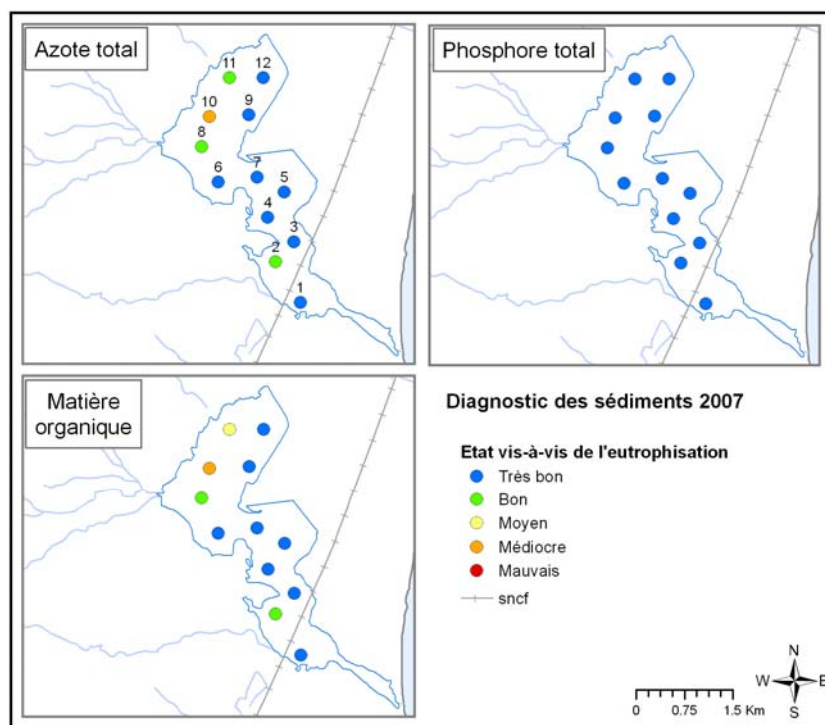 Azote total
11 12
10
9
8
7
6
5
4
3
2
1
Phosphore total
Matière
organique
Diagnostic des sédiments 2007
Etat vis-à-vis de l'eutrophisation
Très bon
Bon
Moyen
Médiocre
Mauvais
sncf
N
W E
S
0 0.75 1.5 Km